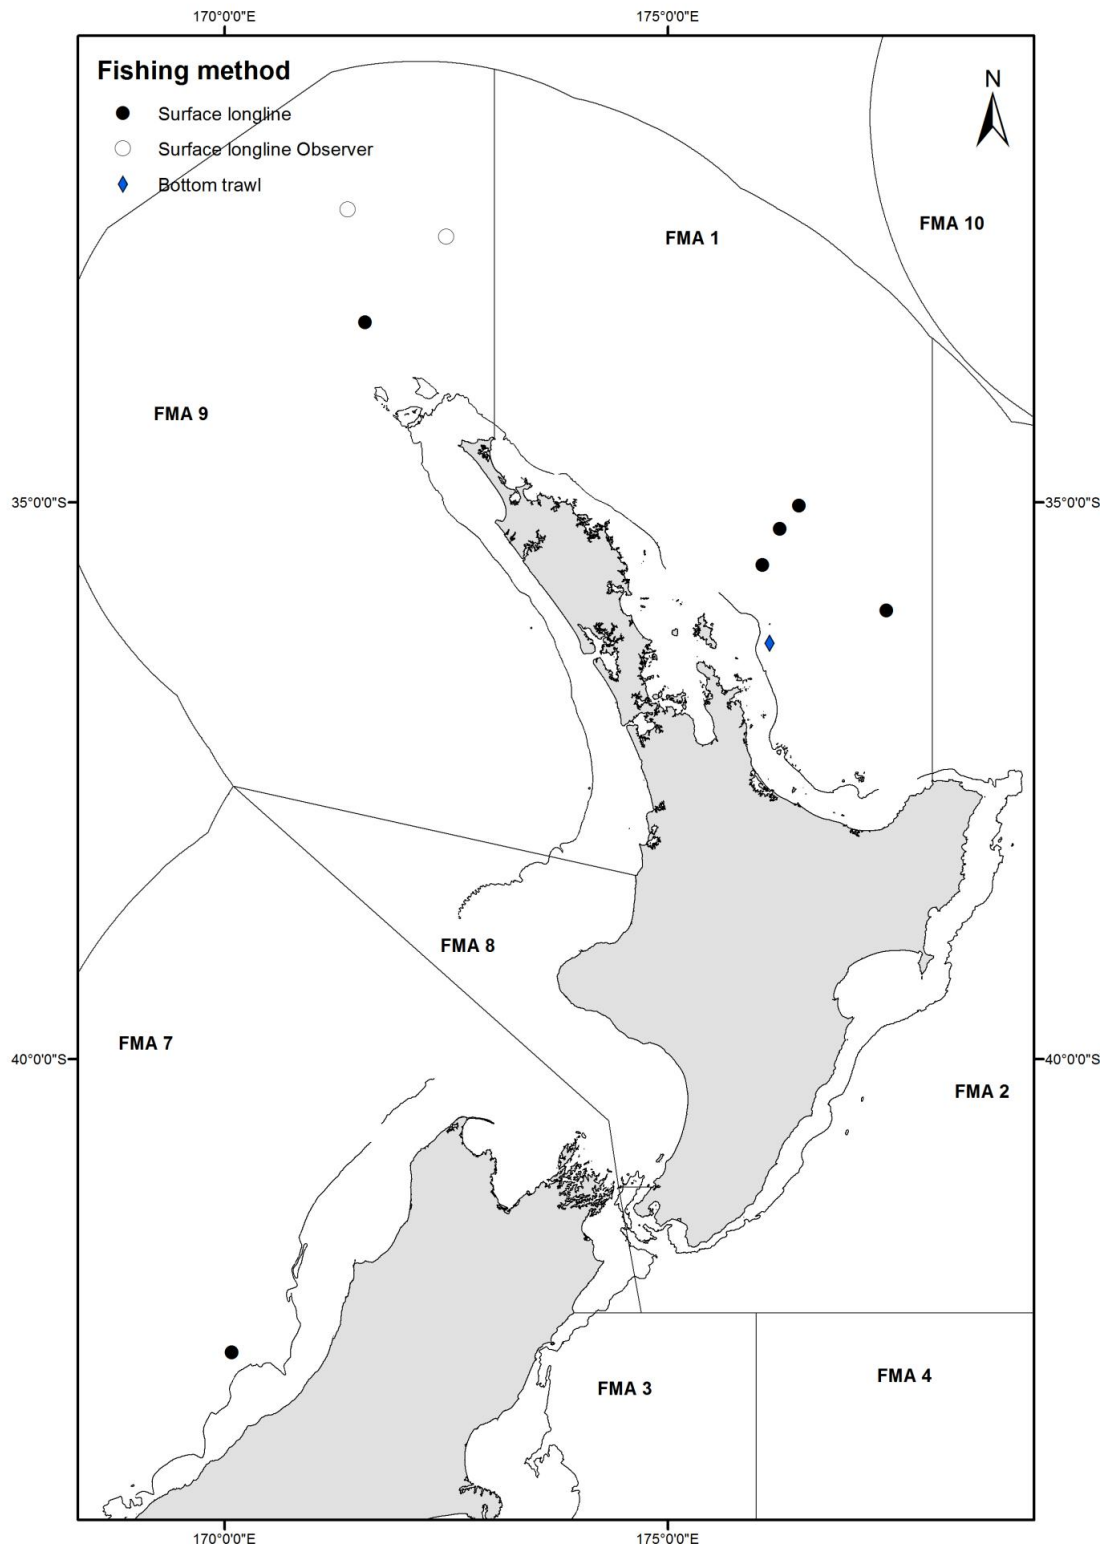 170°0'0"E 175°0'0"E
Fishing method
N
Surface longline
Surface longline Observer
Bottom trawl
FMA 10
FMA 1
FMA 9
35°0'0"S 35°0'0"S
FMA 8
FMA 7
40°0'0"S 40°0'0"S
FMA 2
FMA 4
FMA 3
170°0'0"E 175°0'0"E